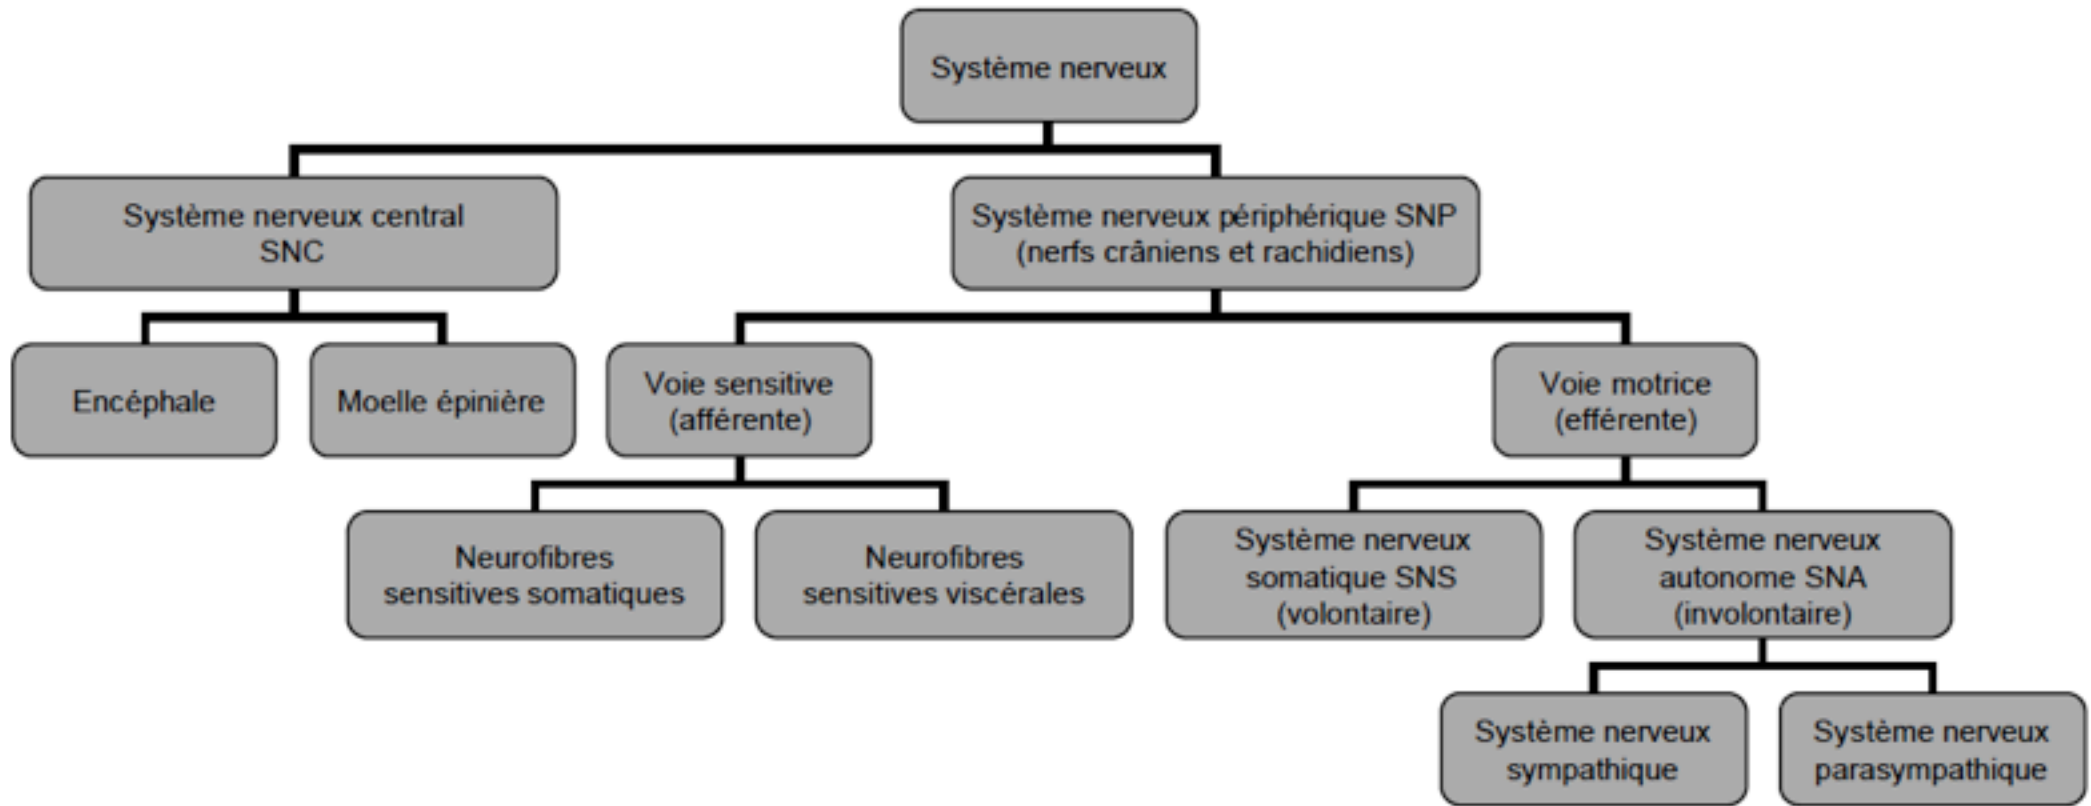 Système nerveux
Système nerveux central
SNC
Système nerveux périphérique SNP
(nerfs crâniens et rachidiens)
Encéphale
Moelle épinière
Voie sensitive
(afférente)
Voie motrice
(efférente)
Neurofibres
sensitives somatiques
Neurofibres
sensitives viscérales
Système nerveux
somatique SNS
(volontaire)
Système nerveux
autonome SNA
(involontaire)
Système nerveux
sympathique
Système nerveux
parasympathique